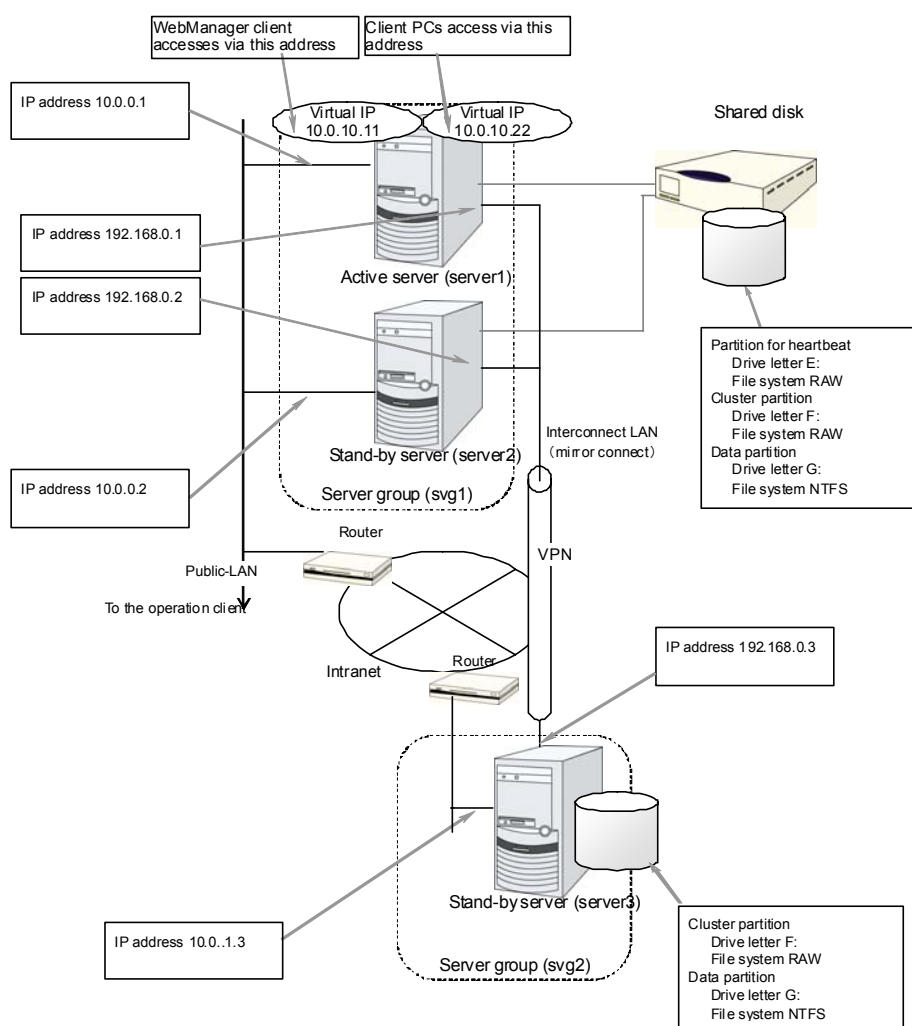 WebManager client
accesses via this address
Client PCs access via this
address
IP address 10.0.0.1
Virtual IP
10.0.10.11
Virtual IP
10.0.10.22
Shared disk
IP address 192.168.0.1
Active server (server1)
IP address 192.168.0.2
Partition for heartbeat
Drive letter E:
File system RAW
Cluster partition
Drive letter F:
File system RAW
Data partition
Drive letter G:
File system NTFS
Interconnect LAN
(mirror connect)
Stand-by server (server2)
IP address 10.0.0.2
Server group (svg1)
Router
VPN
Public-LAN
To the operation client
Intranet
Router
IP address 192.168.0.3
Stand-by server (server3)
IP address 10.0..1.3
Server group (svg2)
Cluster partition
Drive letter F:
File system RAW
Data partition
Drive letter G:
File system NTFS